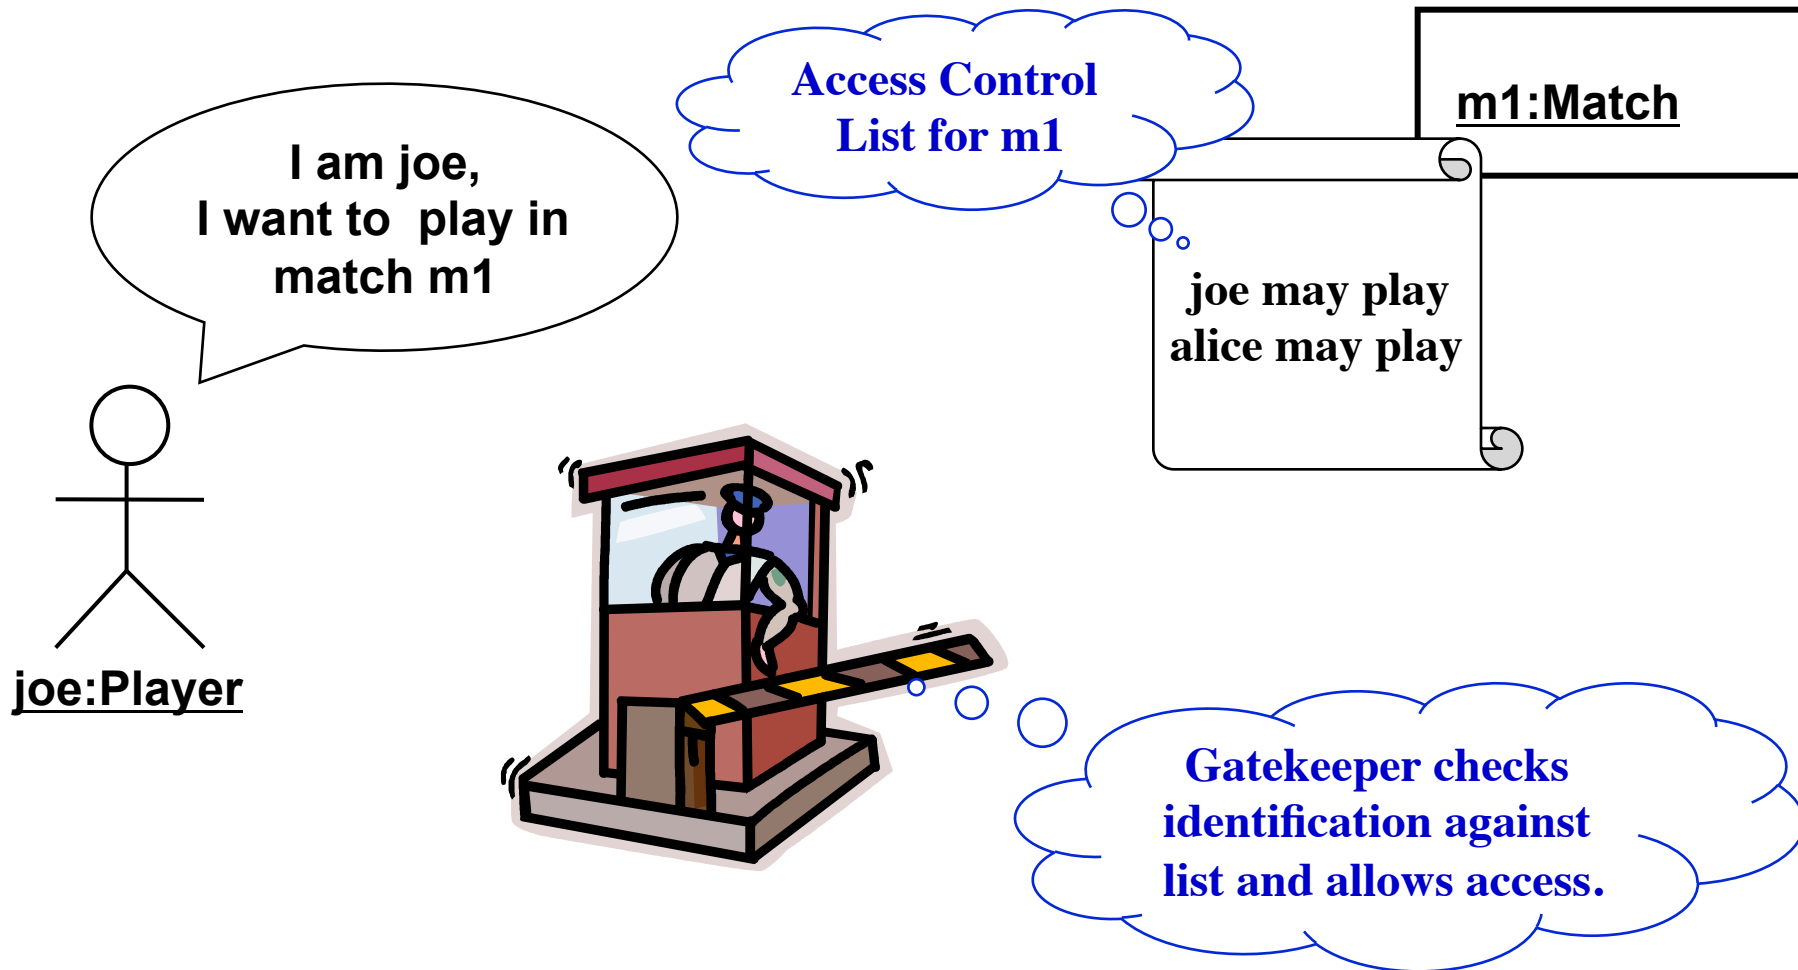 Access Control
List for m1
m1:Match
I am joe,
I want to play in
match m1
joe may play
alice may play
joe:Player
Gatekeeper checks
identification against
list and allows access.